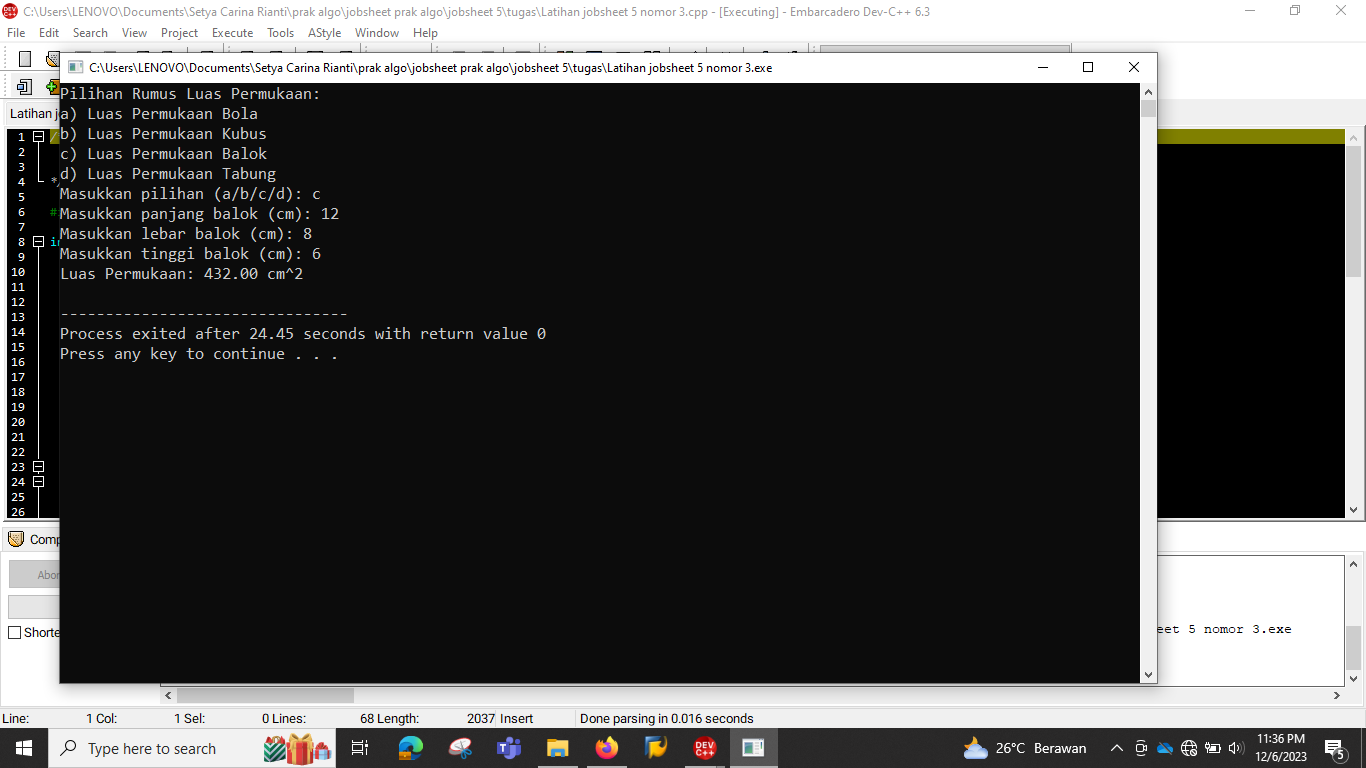 C:\Users\LENOVO\Documents\Setya Carina Rianti\prak algo\jobsheet prak algo\jobsheet 5\tugas\Latihan jobsheet 5 nomor 3.cpp - [Executing] - Embarcadero Dev-C++ 6.3
File Edit Search View Project Execute Tools AStyle Window Help
C:\Users\LENOVO\Documents\Setya Carina Rianti\prak algo\jobsheet prak algo\jobsheet 5\tugas\Latihan jobsheet 5 nomor 3.exe
Latihan j
Pilihan Rumus Luas Permukaan:
a) Luas Permukaan Bola
b) Luas Permukaan Kubus
c) Luas Permukaan Balok
d) Luas Permukaan Tabung
Masukkan pilihan (a/b/c/d): c
Masukkan panjang balok (cm): 12
Masukkan lebar balok (cm): 8
Masukkan tinggi balok (cm): 6
Luas Permukaan: 432.00 cm^2
--------------------------------
Process exited after 24.45 seconds with return value 0
Press any key to continue . . .
1
2
3
4 *
5
6 #
7
8 i
9
10
11
12
13
14
15
16
17
18
19
20
21
22
23
24
25
26
Comp
Abor
Shorte
eet 5 nomor 3.exe
Line: 1 Col: 1 Sel: 0 Lines: 68 Length: 2037 Insert Done parsing in 0.016 seconds
Type here to search
DEV C++
26°C Berawan
11:36 PM
12/6/2023
5